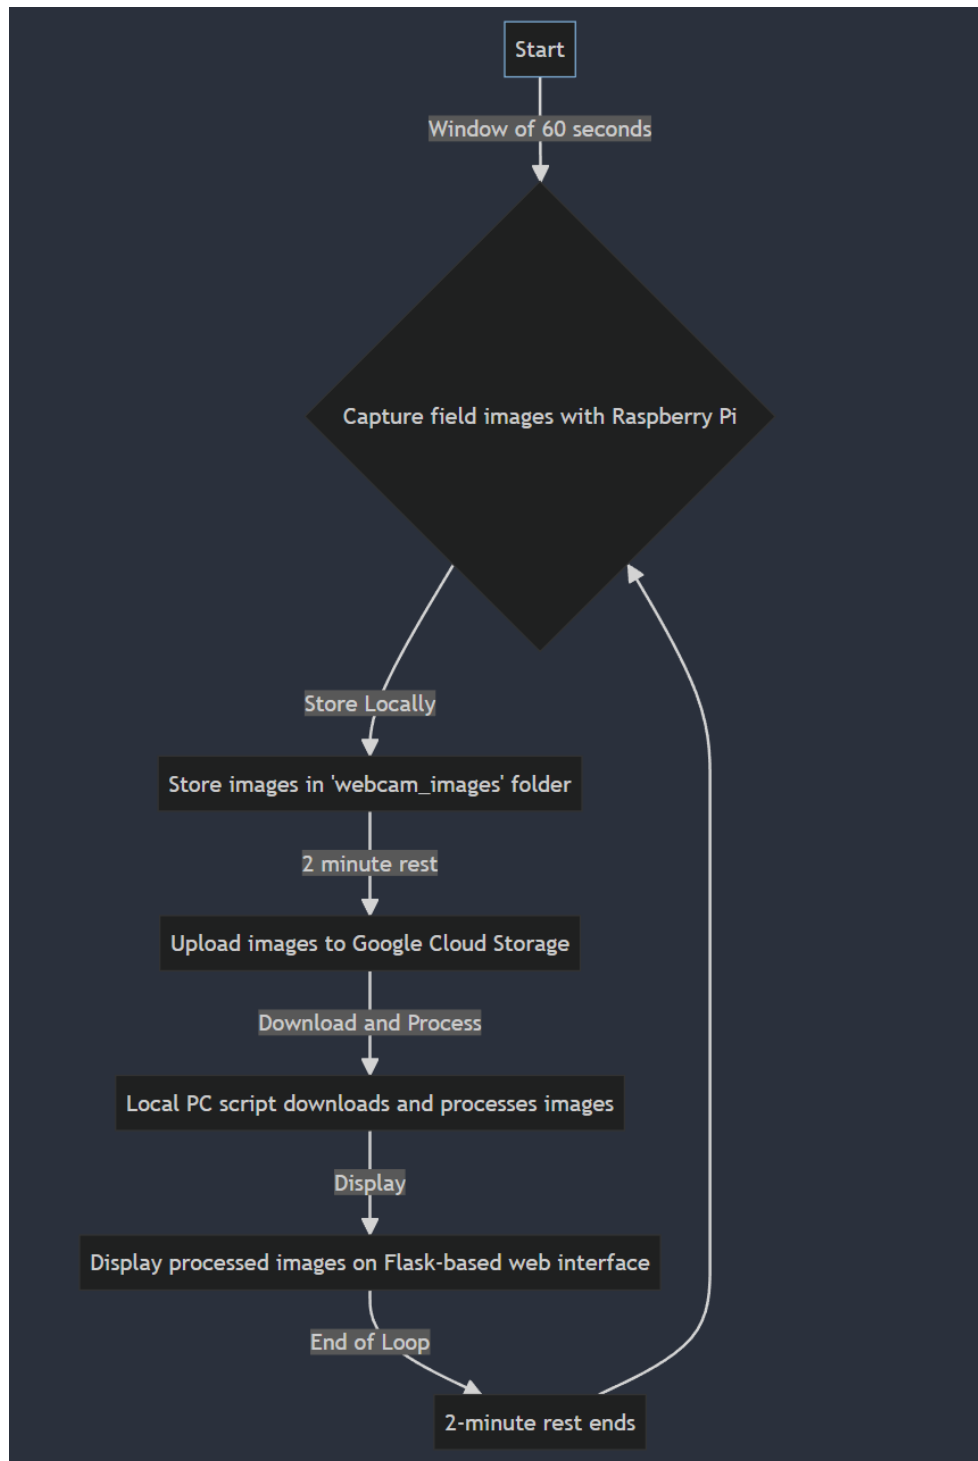 Start
Window of 60 seconds
Capture field images with Raspberry Pi
Store Locally
Store images in 'webcam_images' folder
2 minute rest
Upload images to Google Cloud Storage
Download and Process
Local PC script downloads and processes images
Display
Display processed images on Flask-based web interface
End of Loop
2-minute rest ends